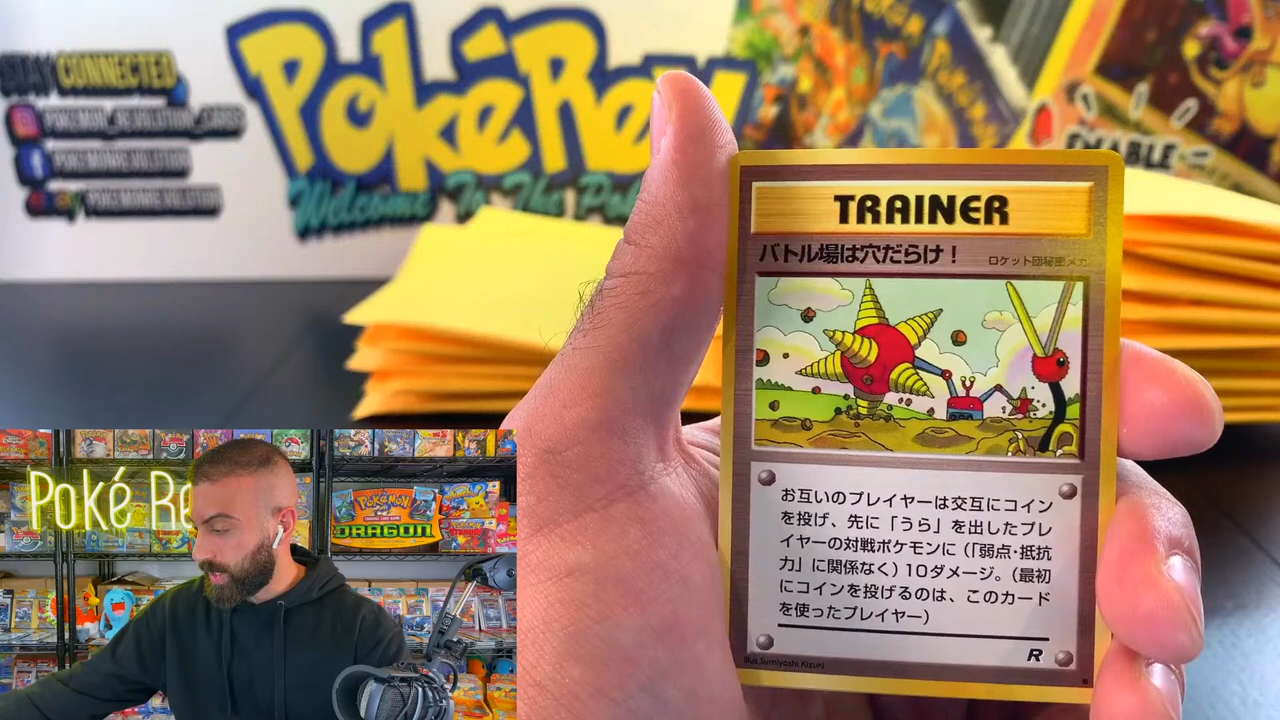 STAY CONNECTED
POKEMON_REVOLUTION_CARDS
POKEMONREVOLUTION
ebay POKEMONREVOLUTION
PokéRev
Welcome To The Poké
Pokémon
TRAINER
バトル場は穴だらけ！
ロケット団秘密メカ
お互いのプレイヤーは交互にコイン
を投げ、先に「うら」を出したプレ
イヤーの対戦ポケモンに（「弱点・抵抗
力」に関係なく）10ダメージ。（最初
にコインを投げるのは、このカード
を使ったプレイヤー）
R
Illus. Sumiyoshi Kizuki
Poké Re
POKéMON
DRAGON